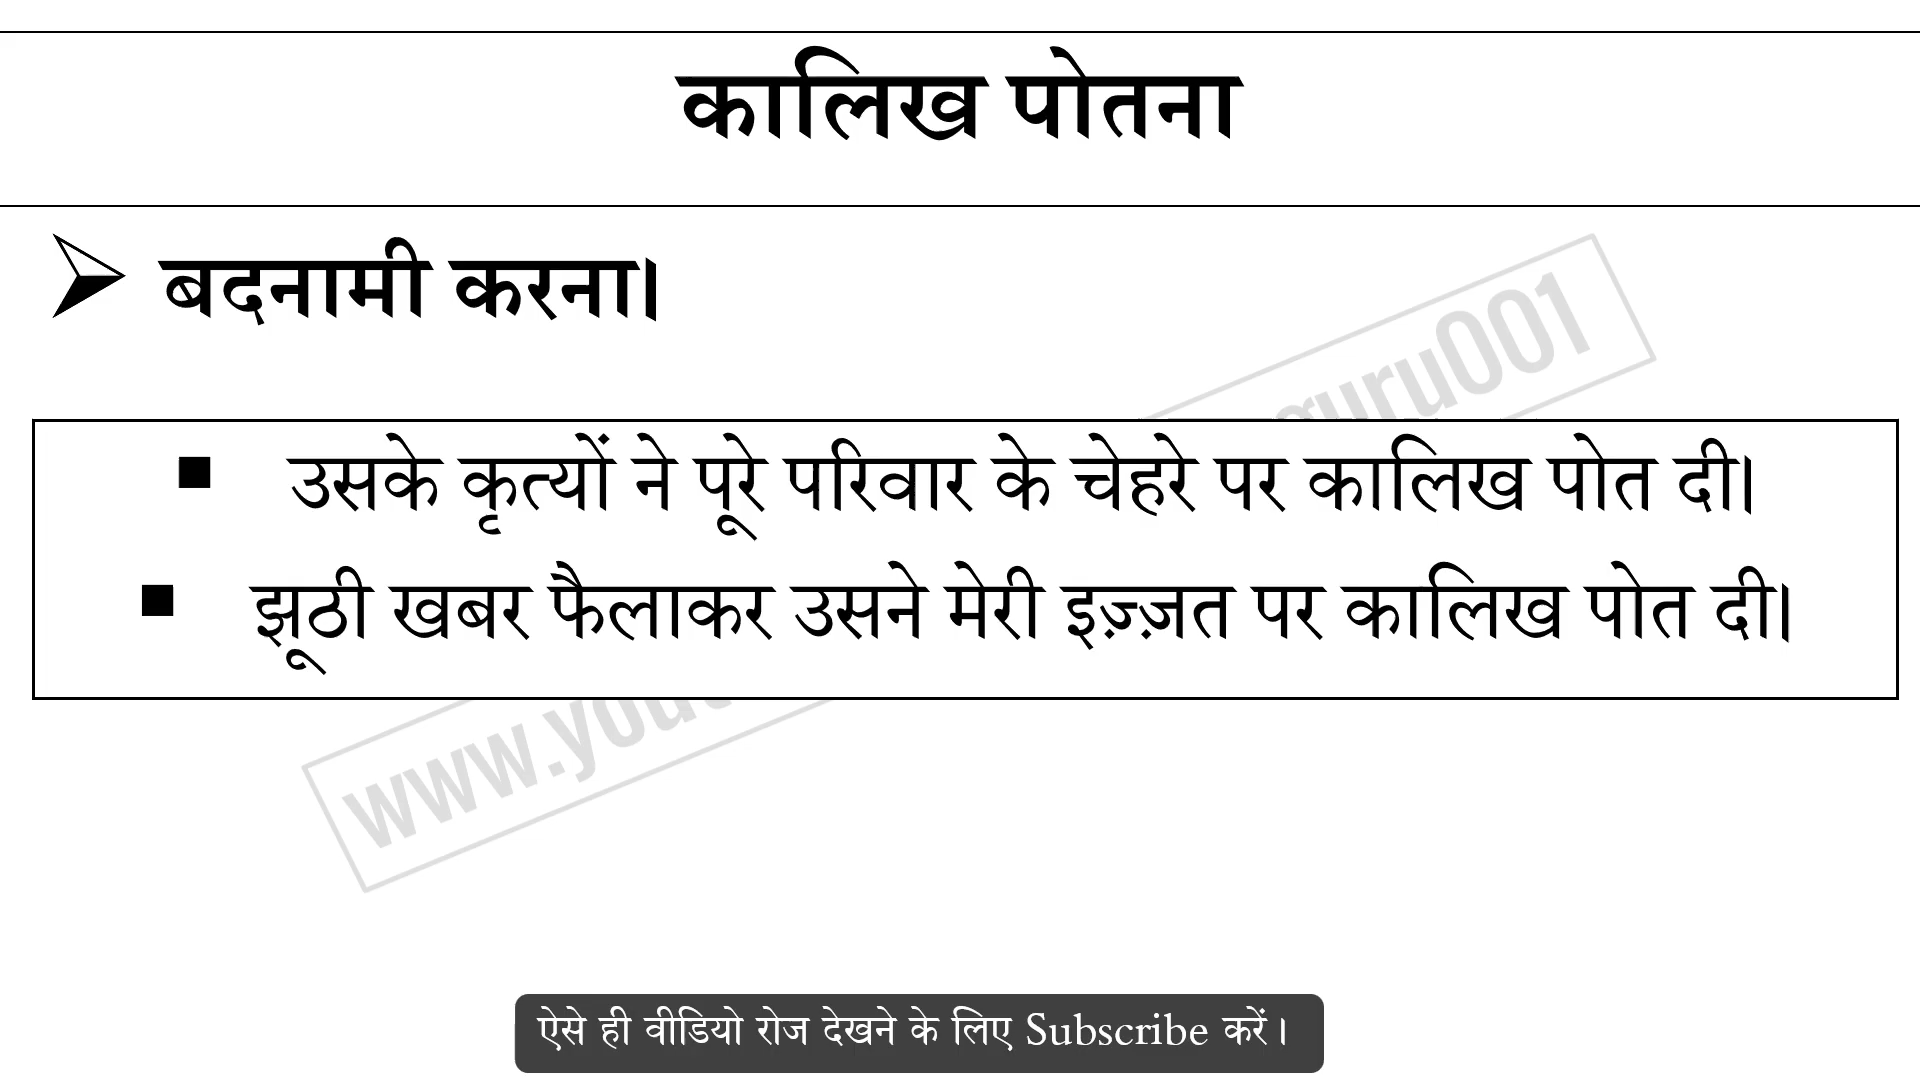 कालिख पोतना
बदनामी करना।
उसके कृत्यों ने पूरे परिवार के चेहरे पर कालिख पोत दी।
झूठी खबर फैलाकर उसने मेरी इज़्ज़त पर कालिख पोत दी।
ऐसे ही वीडियो रोज देखने के लिए Subscribe करें।